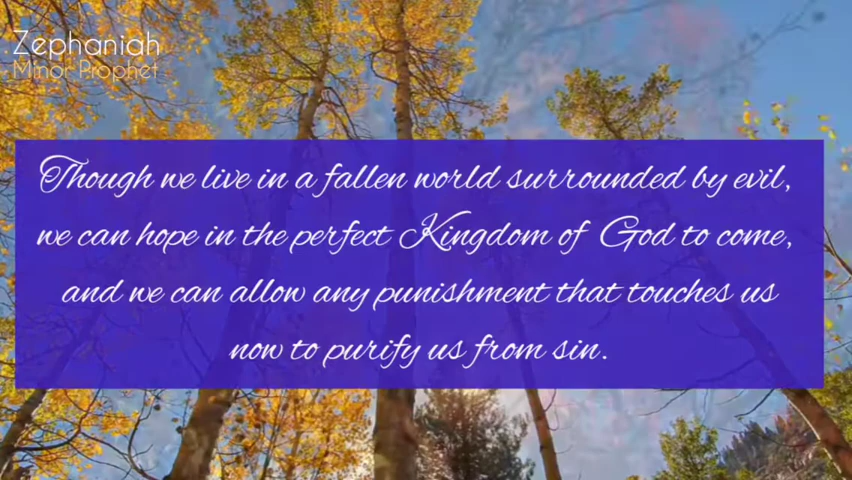 Zephaniah
Minor Prophet
Though we live in a fallen world surrounded by evil,
we can hope in the perfect Kingdom of God to come,
and we can allow any punishment that touches us
now to purify us from sin.